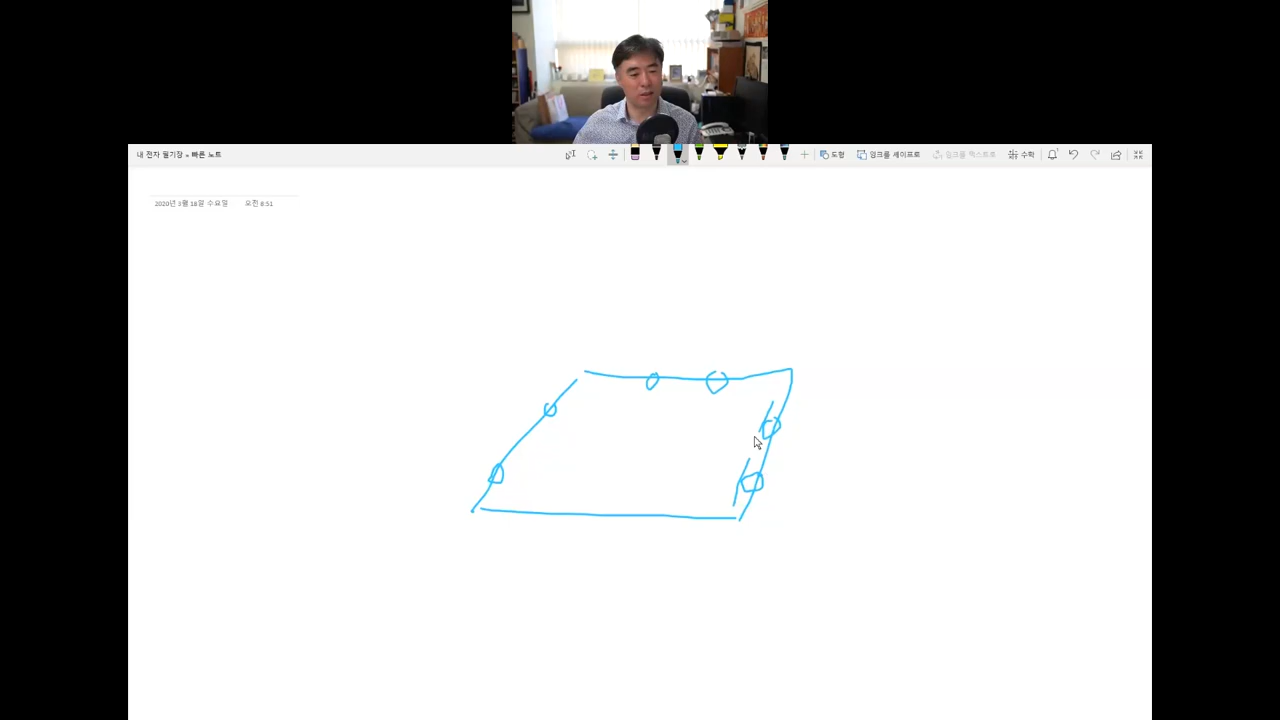 내 전자 필기장 » 빠른 노트
도형
잉크를 셰이프로
잉크를 텍스트로
수학
2020년 3월 18일 수요일 오전 8:51